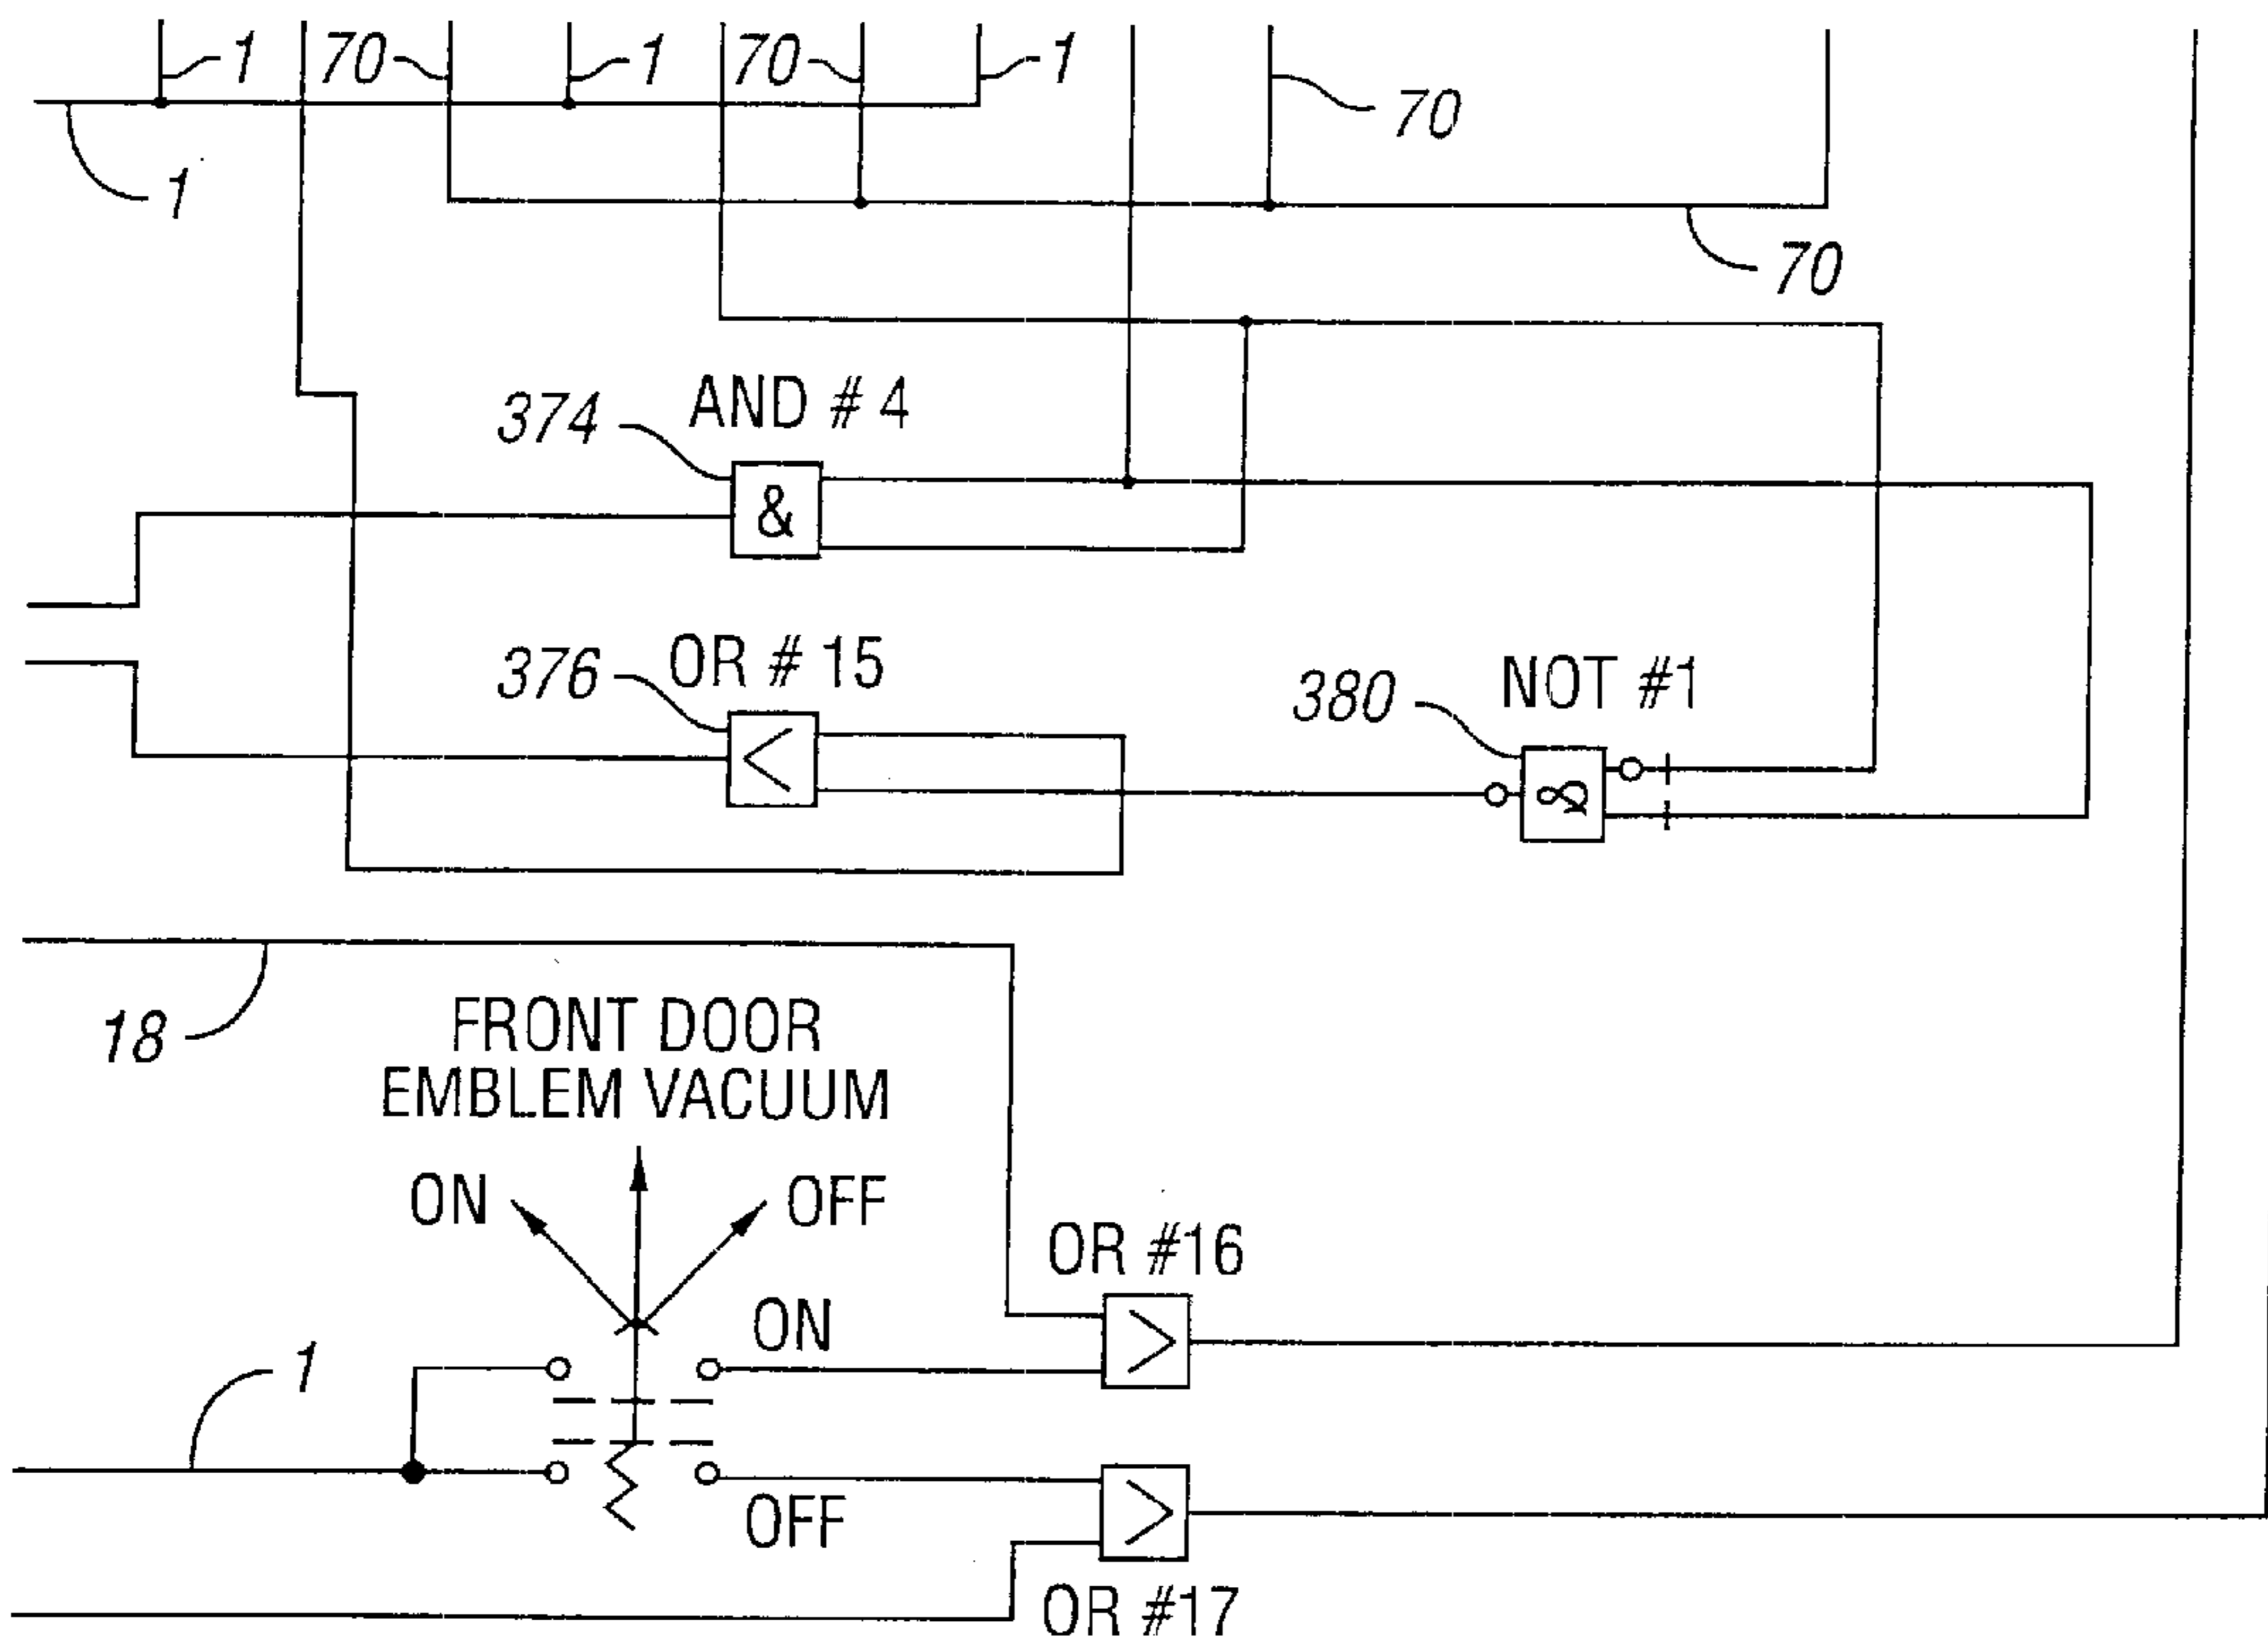 1
70
1
70
1
70
1
70
AND # 4
374
&
OR # 15
376
<
NOT #1
380
&
18
FRONT DOOR
EMBLEM VACUUM
ON
OFF
OR #16
ON
>
1
OFF
>
OR #17